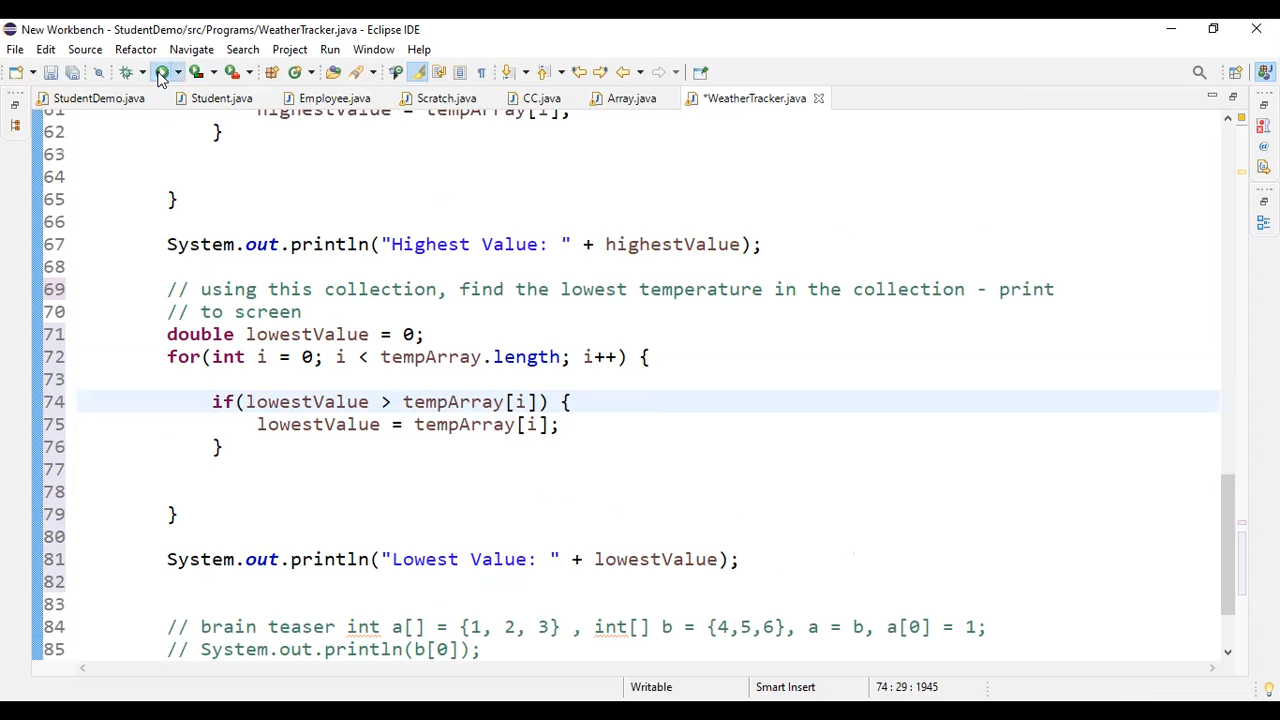 New Workbench - StudentDemo/src/Programs/WeatherTracker.java - Eclipse IDE
File Edit Source Refactor Navigate Search Project Run Window Help
StudentDemo.java Student.java Employee.java Scratch.java CC.java Array.java *WeatherTracker.java
61 highestValue = tempArray[i];
62 }
63
64
65 }
66
67 System.out.println("Highest Value: " + highestValue);
68
69 // using this collection, find the lowest temperature in the collection - print
70 // to screen
71 double lowestValue = 0;
72 for(int i = 0; i < tempArray.length; i++) {
73
74 if(lowestValue > tempArray[i]) {
75 lowestValue = tempArray[i];
76 }
77
78
79 }
80
81 System.out.println("Lowest Value: " + lowestValue);
82
83
84 // brain teaser int a[] = {1, 2, 3} , int[] b = {4,5,6}, a = b, a[0] = 1;
85 // System.out.println(b[0]);
Writable Smart Insert 74 : 29 : 1945